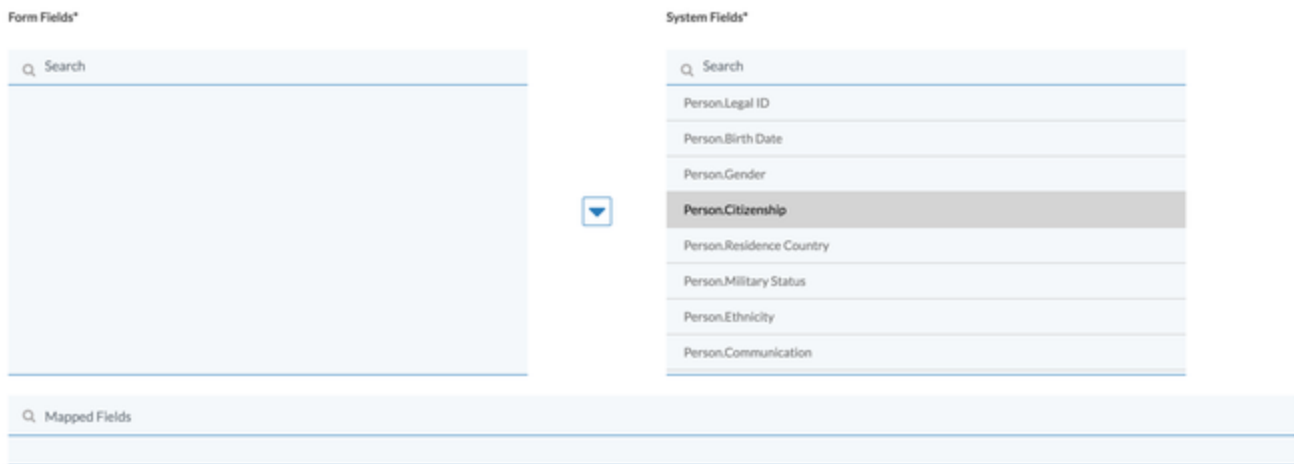 Form Fields*
System Fields*
Search
Search
Person.Legal ID
Person.Birth Date
Person.Gender
Person.Citizenship
Person.Residence Country
Person.Military Status
Person.Ethnicity
Person.Communication
Mapped Fields